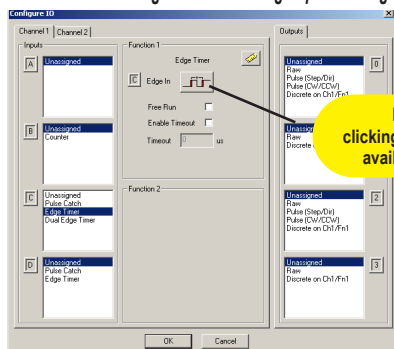 Configure IO
Channel 1
Channel 2
Inputs
A
Unassigned
B
Unassigned
Counter
C
Unassigned
Pulse Catch
Edge Timer
Dual Edge Timer
D
Unassigned
Pulse Catch
Edge Timer
Function 1
Edge Timer
C
Edge In
Free Run
Enable Timeout
Timeout
0
us
Function 2
Outputs
Unassigned
Raw
Pulse (Step/Dir)
Pulse (CW/CCW)
Discrete on Ch1/Fn1
0
Raw
Discrete
Unassigned
Raw
Pulse (Step/Dir)
Pulse (CW/CCW)
Discrete on Ch1/Fn1
2
Unassigned
Raw
Discrete on Ch1/Fn1
3
clicking
avail
OK
Cancel